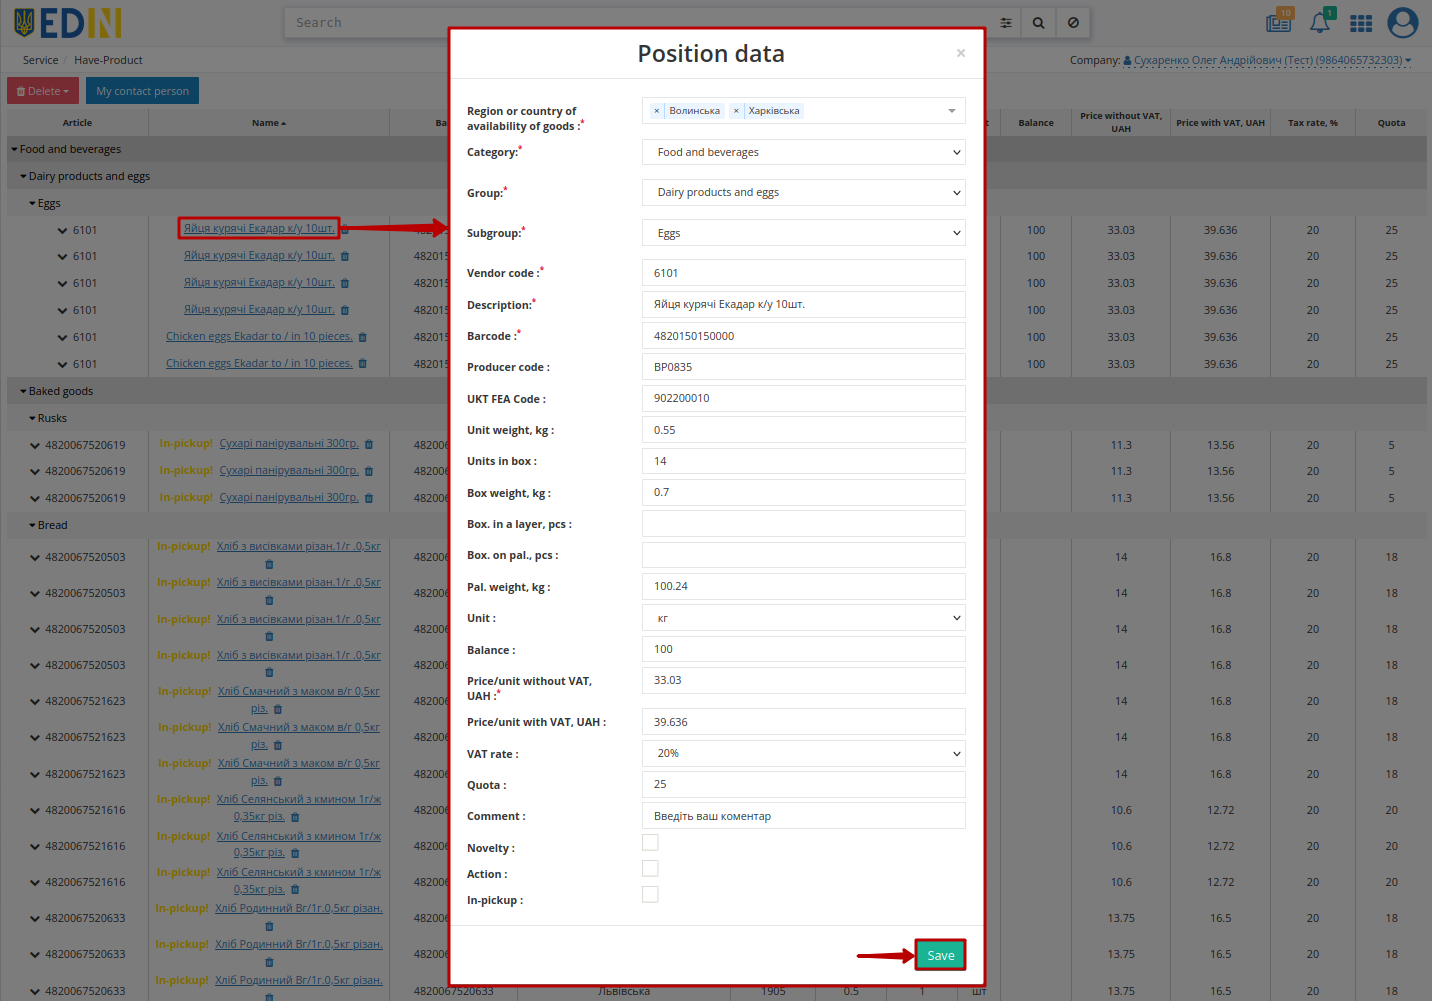 EDIN
Search
10
1
Service / Have-Product
Company: Сухаренко Олег Андрійович (Тест) (9864065732303)
Delete
My contact person
Article Name Ba Balance Price without VAT, UAH Price with VAT, UAH Tax rate, % Quota
Food and beverages
Dairy products and eggs
Eggs
6101 Яйця курячі Екадар к/у 10шт. 48201 100 33.03 39.636 20 25
6101 Яйця курячі Екадар к/у 10шт. 48201 100 33.03 39.636 20 25
6101 Яйця курячі Екадар к/у 10шт. 48201 100 33.03 39.636 20 25
6101 Яйця курячі Екадар к/у 10шт. 48201 100 33.03 39.636 20 25
6101 Chicken eggs Ekadar to / in 10 pieces. 48201 100 33.03 39.636 20 25
6101 Chicken eggs Ekadar to / in 10 pieces. 48201 100 33.03 39.636 20 25
Baked goods
Rusks
4820067520619 In-pickup! Сухарі панірувальні 300гр. 48200 11.3 13.56 20 5
4820067520619 In-pickup! Сухарі панірувальні 300гр. 48200 11.3 13.56 20 5
4820067520619 In-pickup! Сухарі панірувальні 300гр. 48200 11.3 13.56 20 5
Bread
4820067520503 In-pickup! Хліб з висівками різан.1/г .0,5кг 48200 14 16.8 20 18
4820067520503 In-pickup! Хліб з висівками різан.1/г .0,5кг 48200 14 16.8 20 18
4820067520503 In-pickup! Хліб з висівками різан.1/г .0,5кг 48200 14 16.8 20 18
4820067520503 In-pickup! Хліб з висівками різан.1/г .0,5кг 48200 14 16.8 20 18
4820067521623 In-pickup! Хліб Смачний з маком в/г 0,5кг різ. 48200 14 16.8 20 18
4820067521623 In-pickup! Хліб Смачний з маком в/г 0,5кг різ. 48200 14 16.8 20 18
4820067521623 In-pickup! Хліб Смачний з маком в/г 0,5кг різ. 48200 14 16.8 20 18
4820067521616 In-pickup! Хліб Селянський з кмином 1г/ж 0,35кг різ. 48200 10.6 12.72 20 20
4820067521616 In-pickup! Хліб Селянський з кмином 1г/ж 0,35кг різ. 48200 10.6 12.72 20 20
4820067521616 In-pickup! Хліб Селянський з кмином 1г/ж 0,35кг різ. 48200 10.6 12.72 20 20
4820067520633 In-pickup! Хліб Родинний Вг/1г.0,5кг різан. 48200 13.75 16.5 20 18
4820067520633 In-pickup! Хліб Родинний Вг/1г.0,5кг різан. 48200 13.75 16.5 20 18
4820067520633 In-pickup! Хліб Родинний Вг/1г.0,5кг різан. 4820067520633 Львівська 1905 0.5 1 шт 13.75 16.5 20 18
Position data ×
Region or country of
availability of goods :* × Волинська × Харківська
Category:* Food and beverages
Group:* Dairy products and eggs
Subgroup:* Eggs
Vendor code :* 6101
Description:* Яйця курячі Екадар к/у 10шт.
Barcode :* 4820150150000
Producer code : BP0835
UKT FEA Code : 902200010
Unit weight, kg : 0.55
Units in box : 14
Box weight, kg : 0.7
Box. in a layer, pcs :
Box. on pal., pcs :
Pal. weight, kg : 100.24
Unit : кг
Balance : 100
Price/unit without VAT,
UAH :* 33.03
Price/unit with VAT, UAH : 39.636
VAT rate : 20%
Quota : 25
Comment : Введіть ваш коментар
Novelty :
Action :
In-pickup :
Save